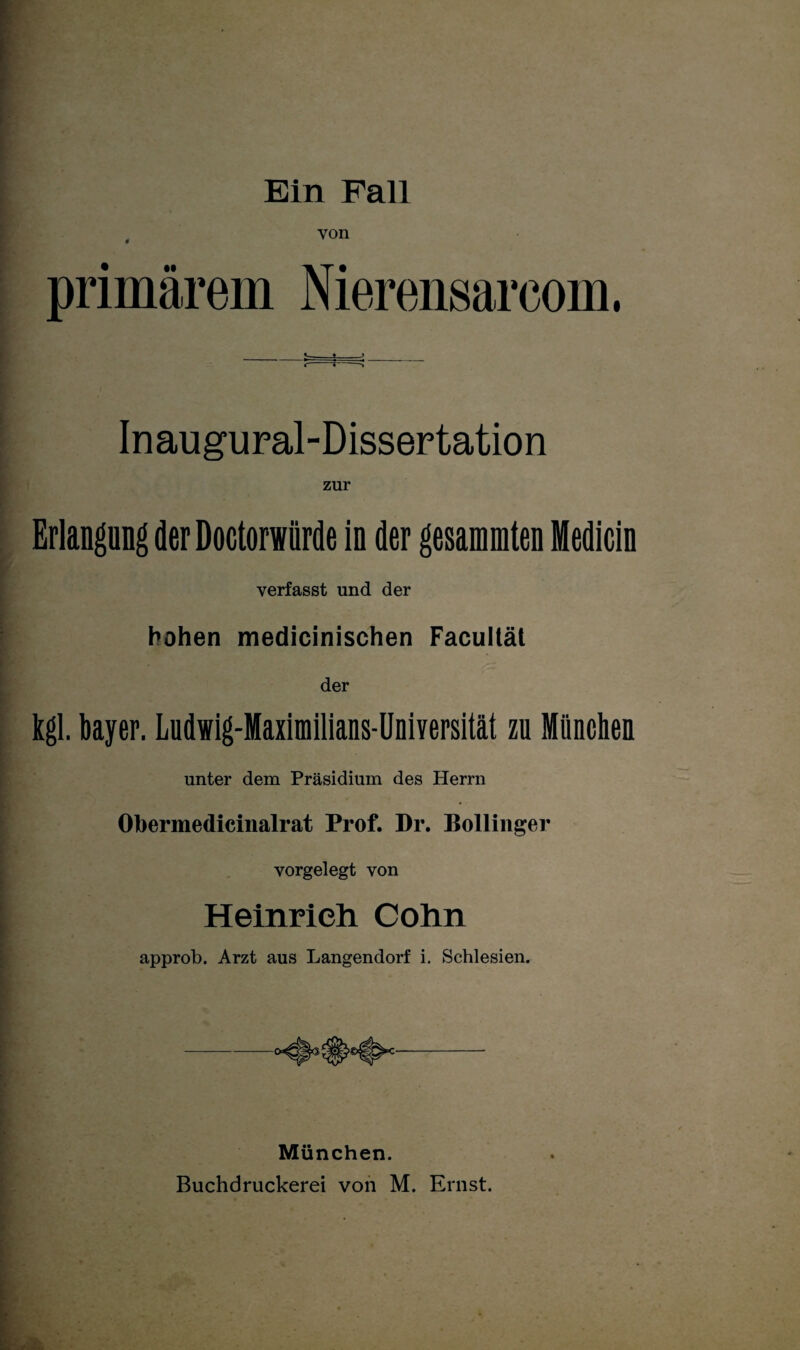 Ein Fall
von
primärem Nierensarcom.
Inaugural-Dissertation
zur
Erlangung der Doctorwürde in der gesammten Medicin
verfasst und der
hohen medicinischen Facultät
der
kgl. bayer. Ludwig-Maximilians-Universität zu München
unter dem Präsidium des Herrn
Obermedicinalrat Prof. Dr. Bollinger
vorgelegt von
Heinrich Cohn
approb. Arzt aus Langendorf i. Schlesien.
München.
Buchdruckerei von M. Ernst.